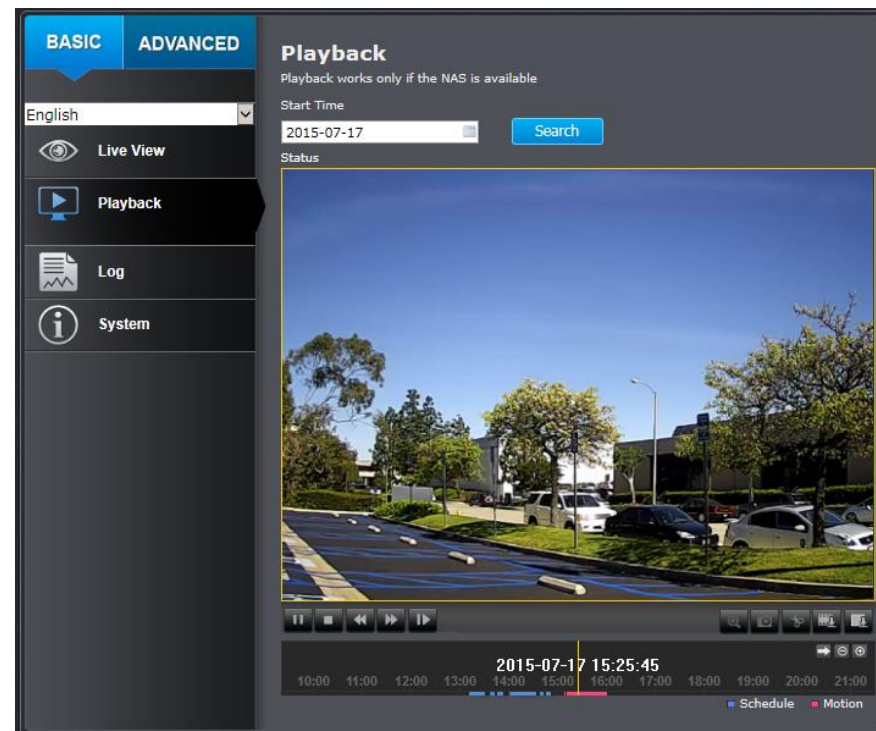 BASIC ADVANCED
English
Live View
Playback
Log
System
Playback
Playback works only if the NAS is available
Start Time
2015-07-17 Search
Status
2015-07-17 15:25:45
10:00 11:00 12:00 13:00 14:00 15:00 16:00 17:00 18:00 19:00 20:00 21:00
Schedule Motion